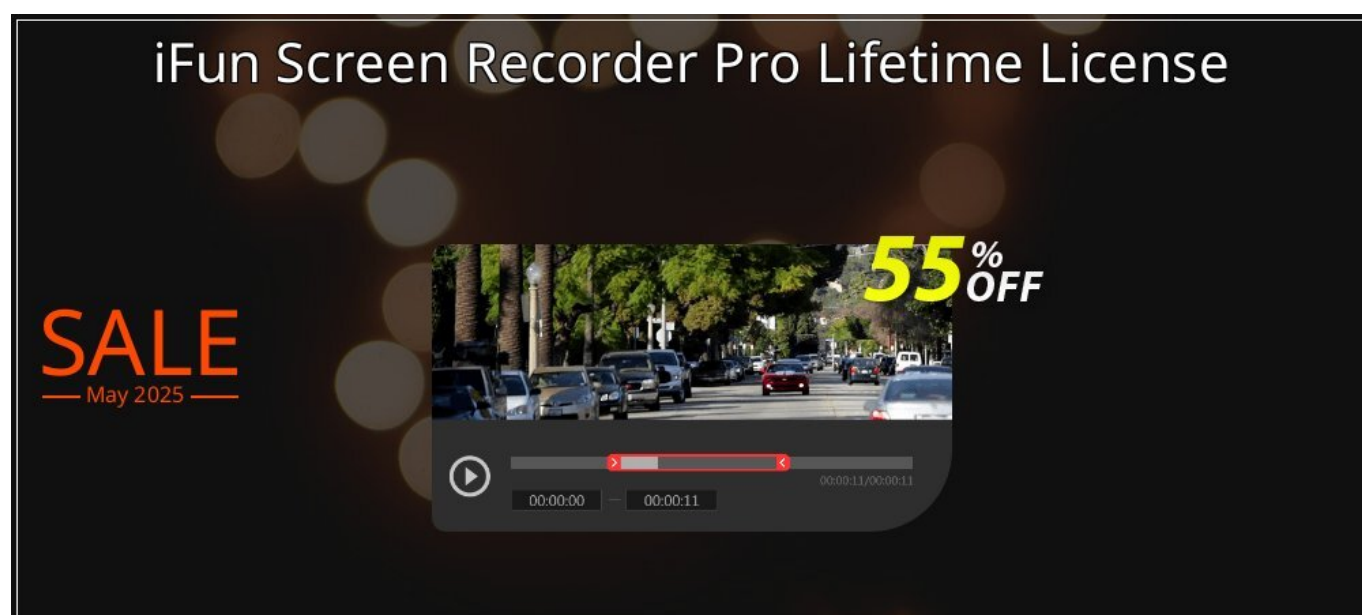 iFun Screen Recorder Pro Lifetime License
55% OFF
SALE
May 2025
00:00:11/00:00:11
00:00:00 — 00:00:11